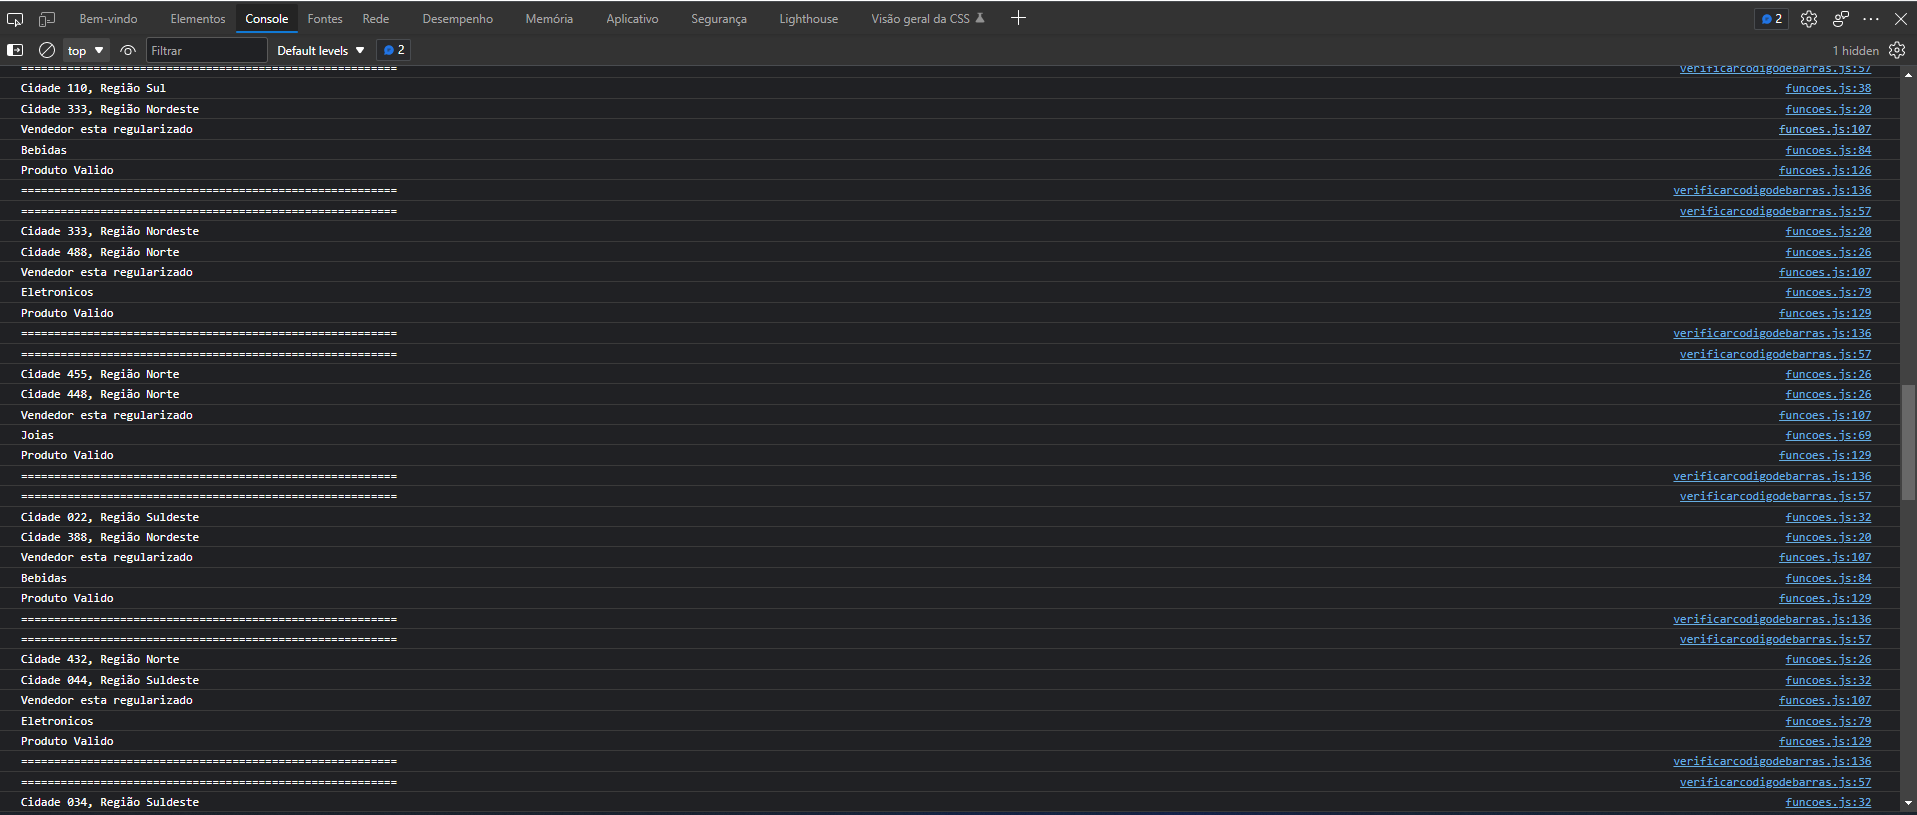 Bem-vindo Elementos Console Fontes Rede Desempenho Memória Aplicativo Segurança Lighthouse Visão geral da CSS 2
top Filtrar Default levels 2 1 hidden
========================================================= verificarcodigodebarras.js:57
Cidade 110, Região Sul funcoes.js:38
Cidade 333, Região Nordeste funcoes.js:20
Vendedor esta regularizado funcoes.js:107
Bebidas funcoes.js:84
Produto Valido funcoes.js:126
========================================================= verificarcodigodebarras.js:136
========================================================= verificarcodigodebarras.js:57
Cidade 333, Região Nordeste funcoes.js:20
Cidade 488, Região Norte funcoes.js:26
Vendedor esta regularizado funcoes.js:107
Eletronicos funcoes.js:79
Produto Valido funcoes.js:129
========================================================= verificarcodigodebarras.js:136
========================================================= verificarcodigodebarras.js:57
Cidade 455, Região Norte funcoes.js:26
Cidade 448, Região Norte funcoes.js:26
Vendedor esta regularizado funcoes.js:107
Joias funcoes.js:69
Produto Valido funcoes.js:129
========================================================= verificarcodigodebarras.js:136
========================================================= verificarcodigodebarras.js:57
Cidade 022, Região Suldeste funcoes.js:32
Cidade 388, Região Nordeste funcoes.js:20
Vendedor esta regularizado funcoes.js:107
Bebidas funcoes.js:84
Produto Valido funcoes.js:129
========================================================= verificarcodigodebarras.js:136
========================================================= verificarcodigodebarras.js:57
Cidade 432, Região Norte funcoes.js:26
Cidade 044, Região Suldeste funcoes.js:32
Vendedor esta regularizado funcoes.js:107
Eletronicos funcoes.js:79
Produto Valido funcoes.js:129
========================================================= verificarcodigodebarras.js:136
========================================================= verificarcodigodebarras.js:57
Cidade 034, Região Suldeste funcoes.js:32